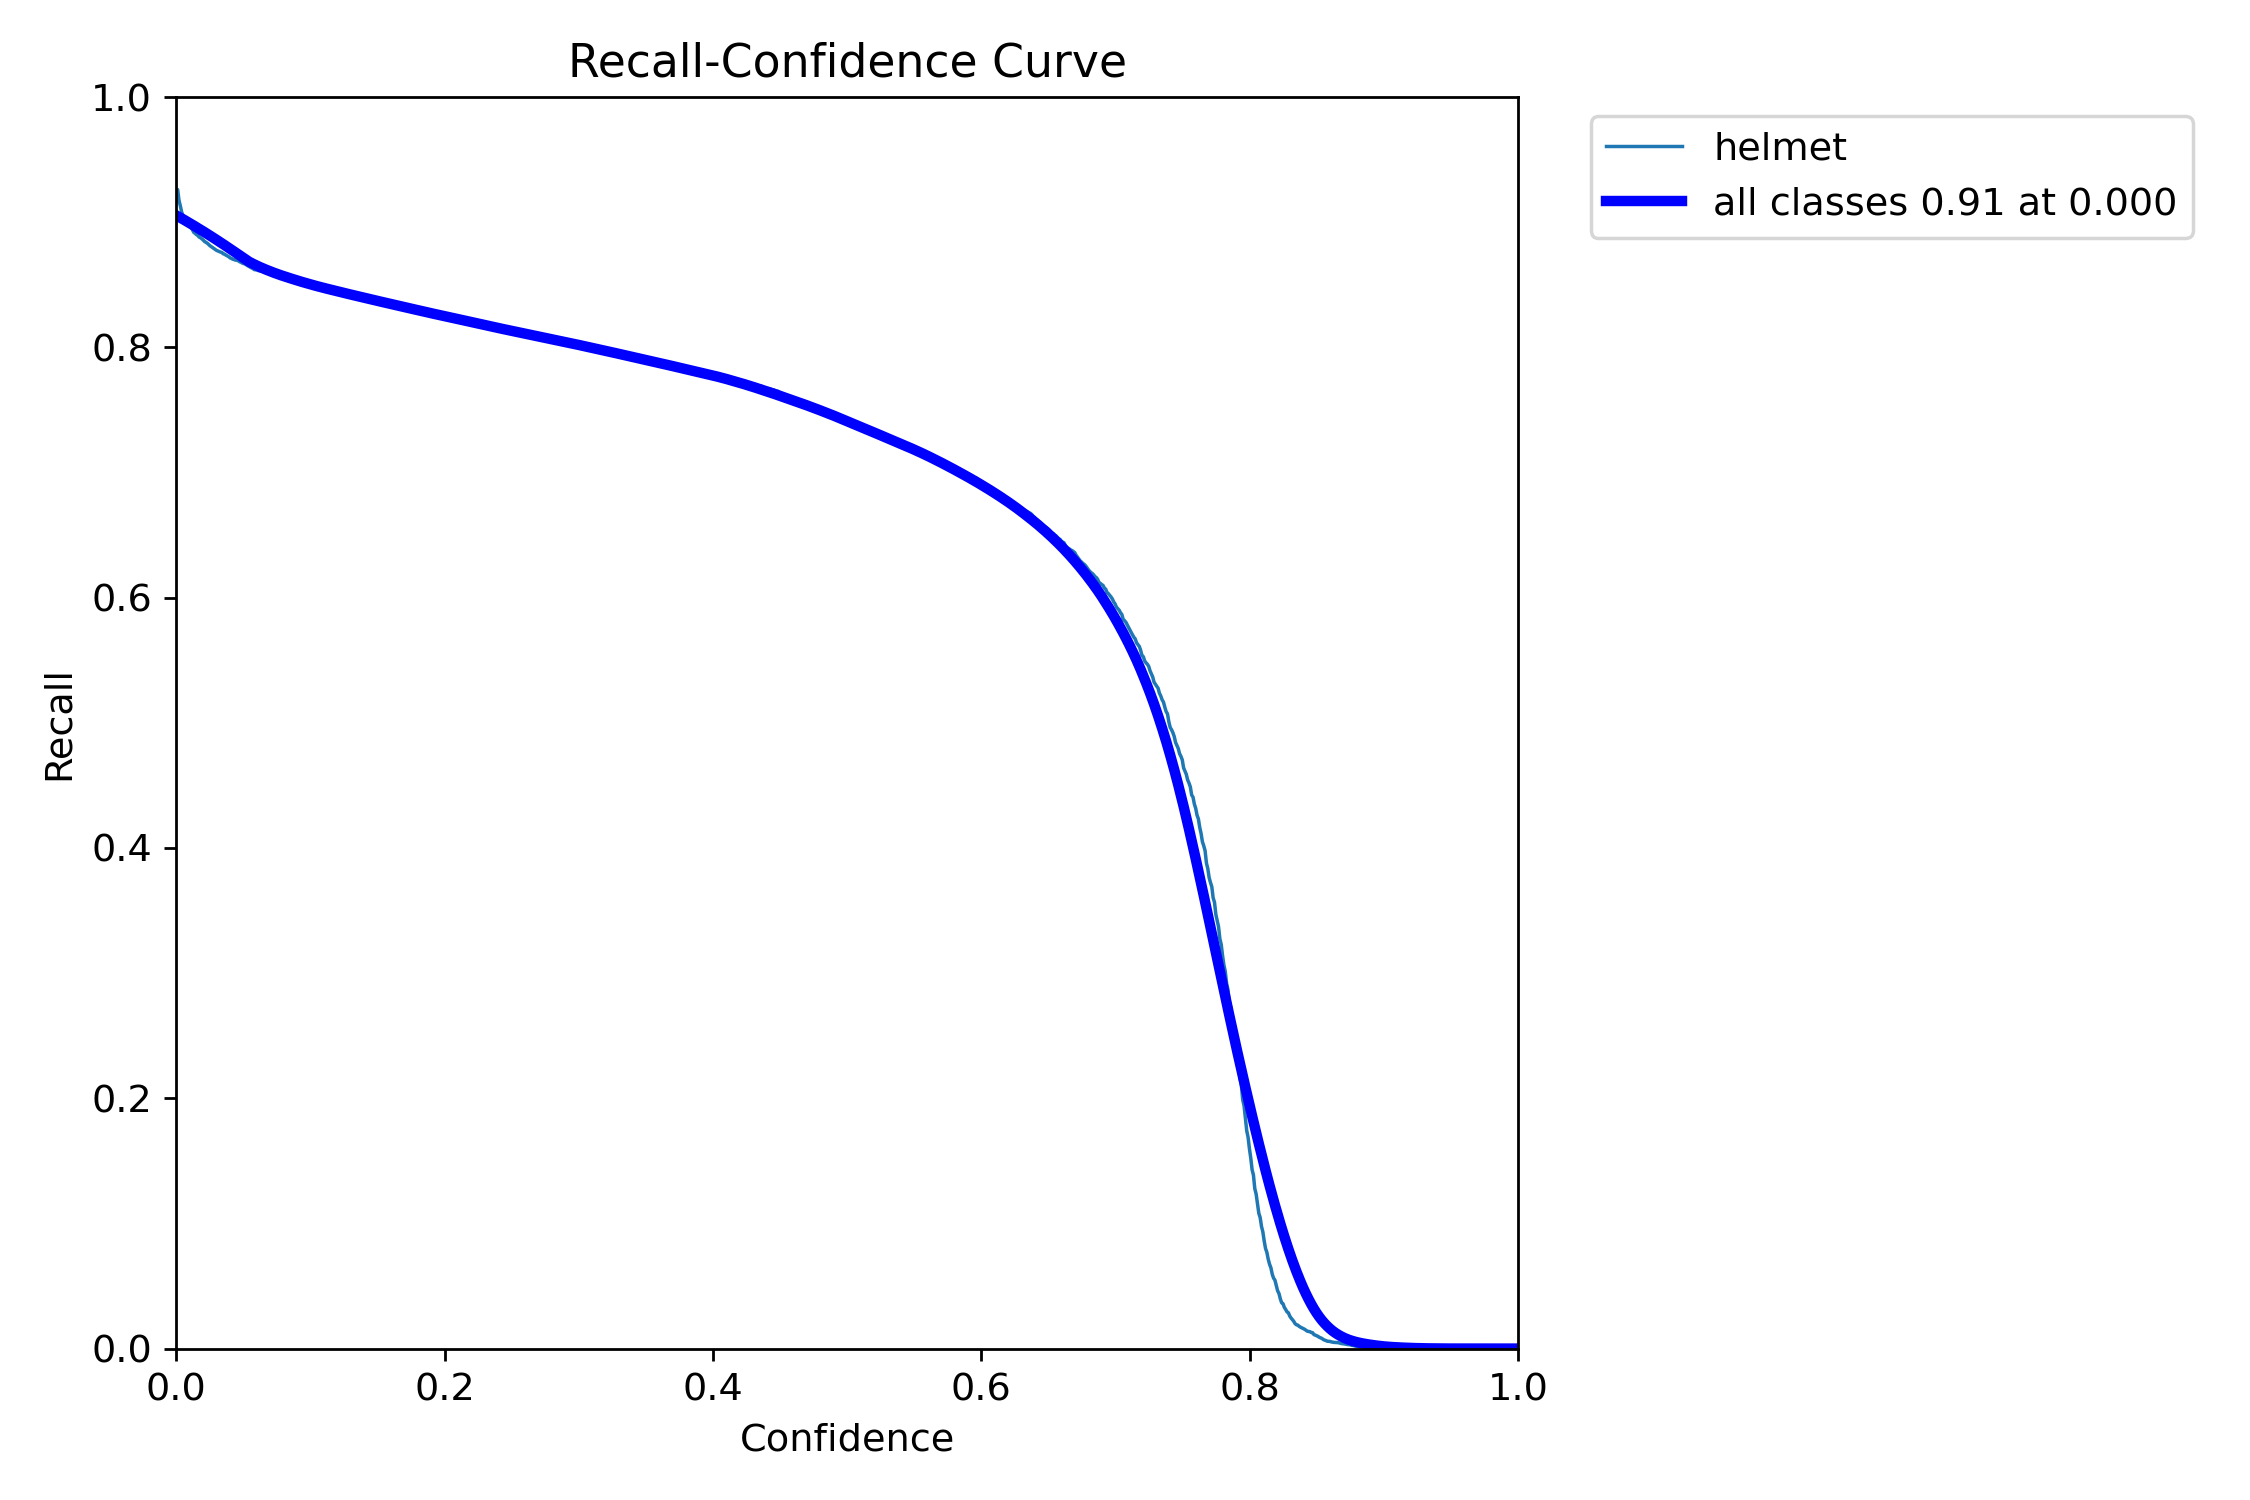 Recall-Confidence Curve
1.0
0.8
0.6
0.4
0.2
0.0
Recall
0.0 0.2 0.4 0.6 0.8 1.0
Confidence
helmet
all classes 0.91 at 0.000